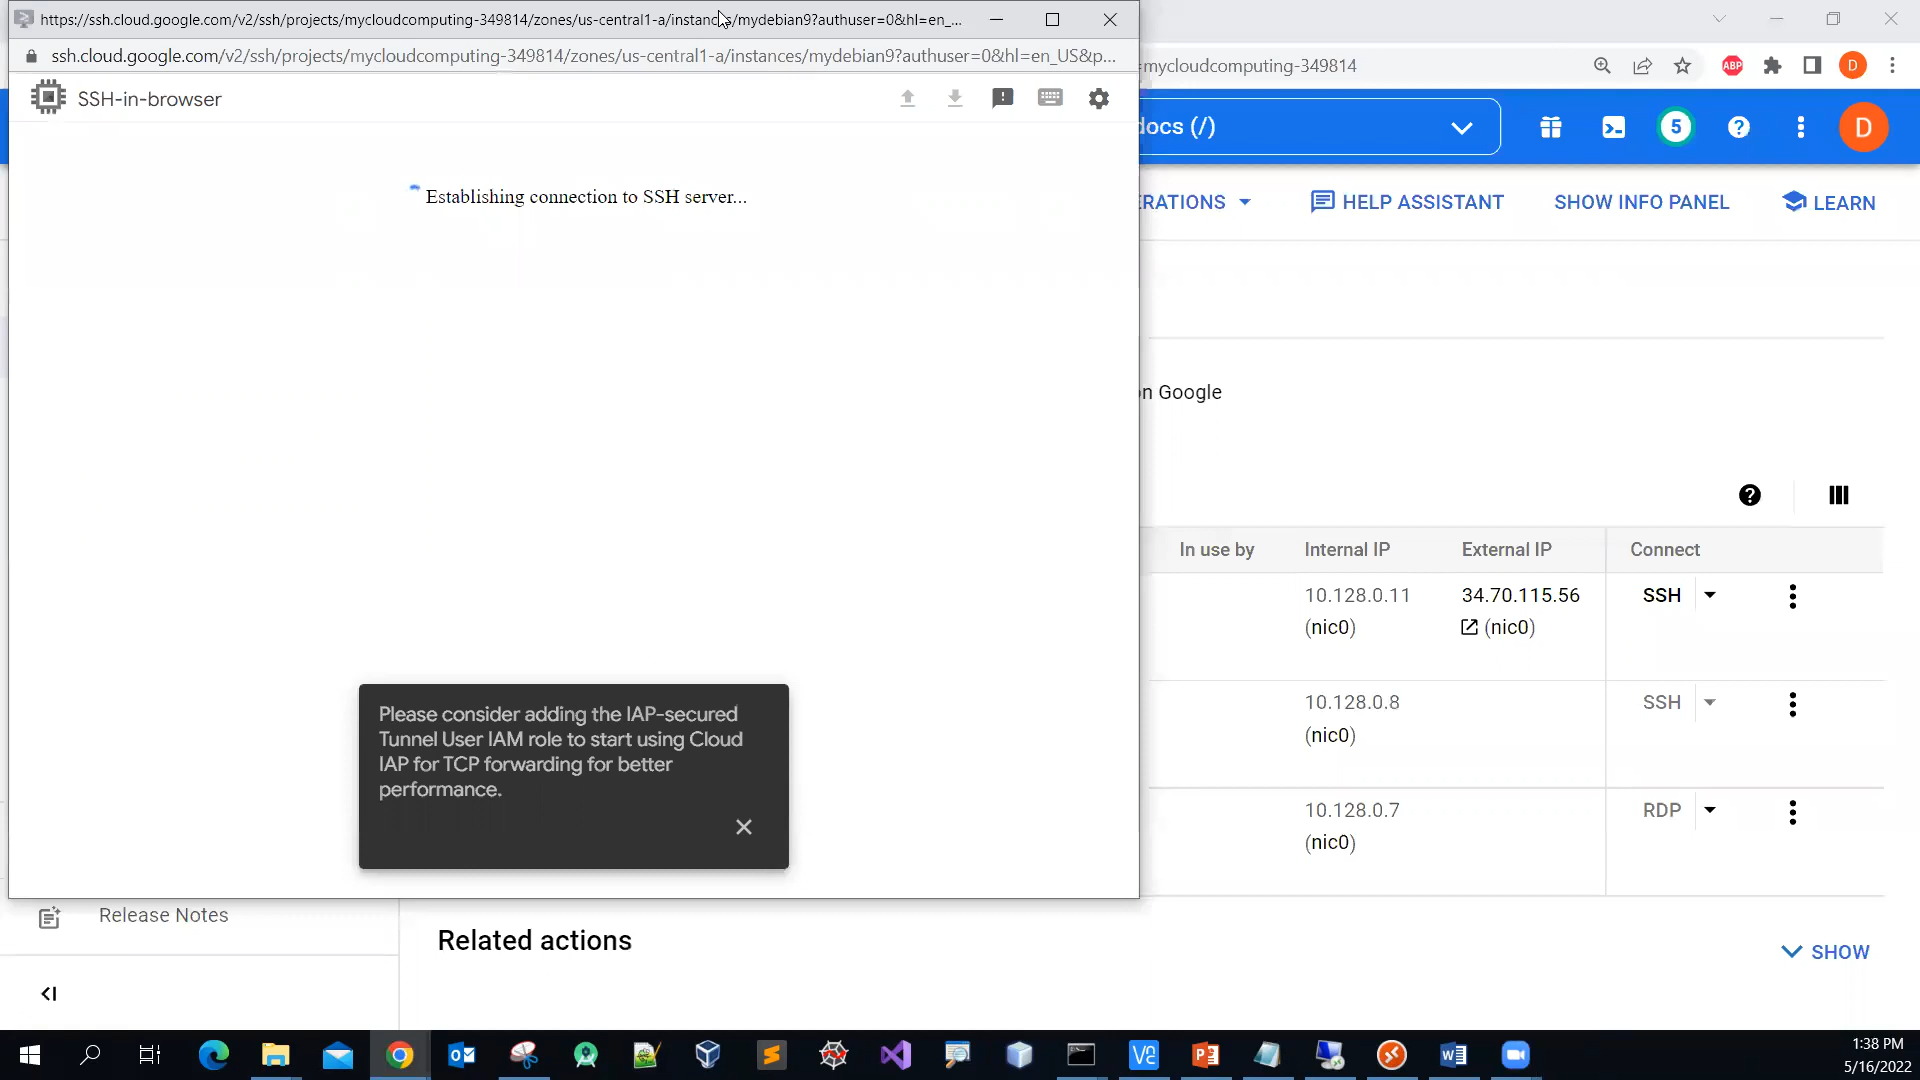 https://ssh.cloud.google.com/v2/ssh/projects/mycloudcomputing-349814/zones/us-central1-a/instances/mydebian9?authuser=0&hl=en_...
ssh.cloud.google.com/v2/ssh/projects/mycloudcomputing-349814/zones/us-central1-a/instances/mydebian9?authuser=0&hl=en_US&p...
=mycloudcomputing-349814
ABP
D
SSH-in-browser
docs (/)
5
D
Establishing connection to SSH server...
ERATIONS
HELP ASSISTANT
SHOW INFO PANEL
LEARN
on Google
In use by
Internal IP
External IP
Connect
10.128.0.11
(nic0)
34.70.115.56
(nic0)
SSH
10.128.0.8
(nic0)
SSH
10.128.0.7
(nic0)
RDP
Please consider adding the IAP-secured
Tunnel User IAM role to start using Cloud
IAP for TCP forwarding for better
performance.
Release Notes
Related actions
SHOW
1:38 PM
5/16/2022